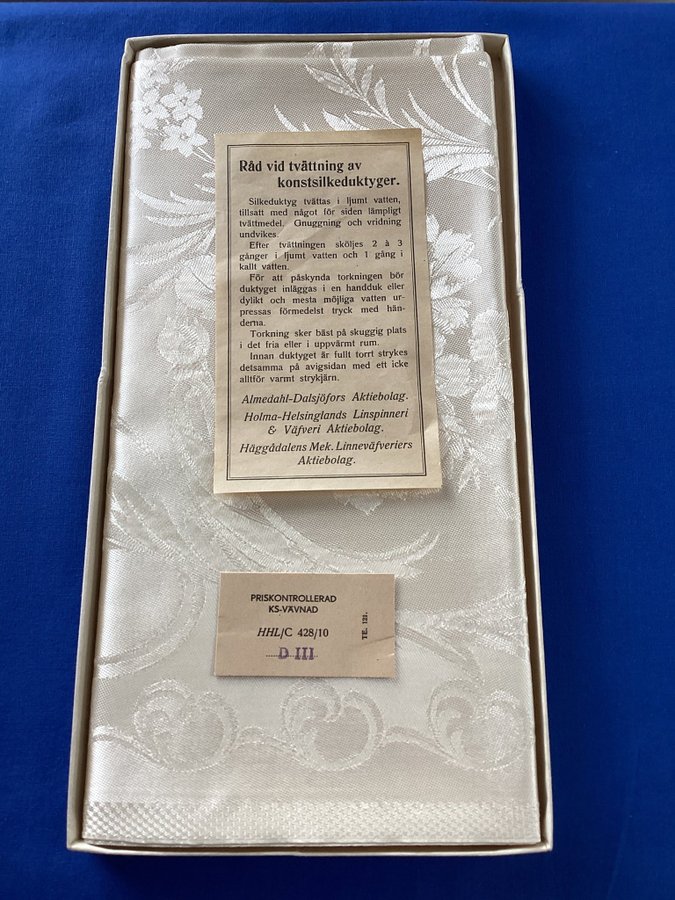 Råd vid tvättning av
konstsilkeduktyger.
Silkeduktyg tvättas i ljumt vatten,
tillsatt med något för siden lämpligt
tvättmedel. Gnuggning och vridning
undvikes.
Efter tvättningen sköljes 2 à 3
gånger i ljumt vatten och 1 gång i
kallt vatten.
För att påskynda torkningen bör
duktyget inläggas i en handduk eller
dylikt och mesta möjliga vatten ur-
pressas förmedelst tryck med hän-
derna.
Torkning sker bäst på skuggig plats
i det fria eller i uppvärmt rum.
Innan duktyget är fullt torrt strykes
detsamma på avigsidan med ett icke
alltför varmt strykjärn.
Almedahl-Dalsjöfors Aktiebolag.
Holma-Helsinglands Linspinneri
& Väfveri Aktiebolag.
Häggådalens Mek. Linneväfveriers
Aktiebolag.
PRISKONTROLLERAD
KS-VÄVNAD
HHL/C 428/10
D III
TE. 120.